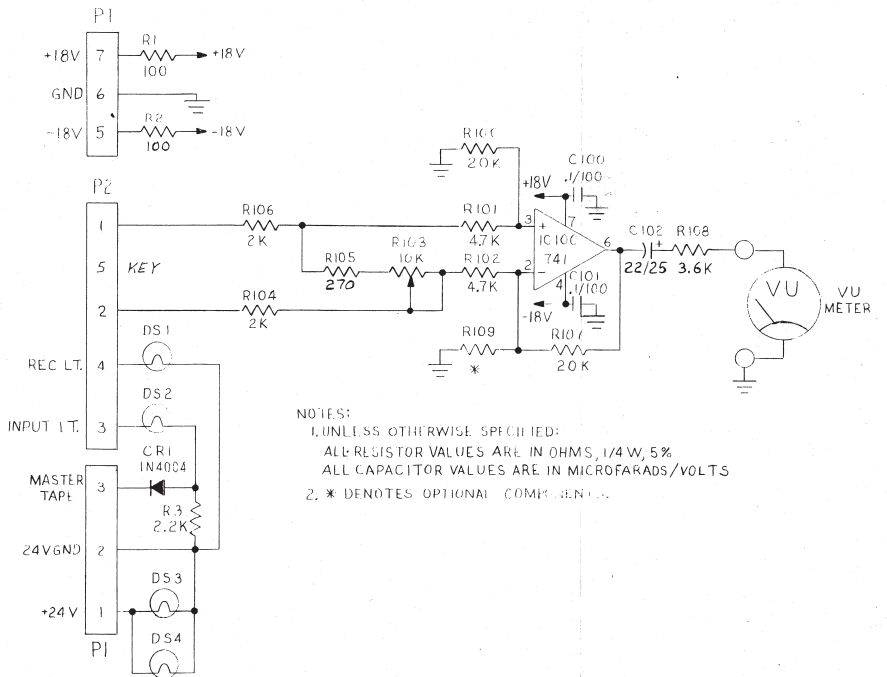 P1
+18V 7 R1 100 +18V
GND 6
-18V 5 R2 100 -18V
P2
1 R106 2K
5 KEY
2 R104 2K
R105 270
R103 10K
20K
R101 4.7K
R102 4.7K
+18V
C100 .1/100
3 +
7
741
6
2 -
4
C101 .1/100
-18V
R109 *
R107 20K
C102 + 22/25
R108 3.6K
VU
VU
METER
REC LT. 4 DS1
INPUT LT. 3 DS2
CR1
1N4004
MASTER
TAPE
3
R3
2.2K
24VGND 2
+24V 1 DS3
DS4
P1
NOTES:
1. UNLESS OTHERWISE SPECIFIED:
ALL RESISTOR VALUES ARE IN OHMS, 1/4 W, 5%
ALL CAPACITOR VALUES ARE IN MICROFARADS/VOLTS
2. * DENOTES OPTIONAL